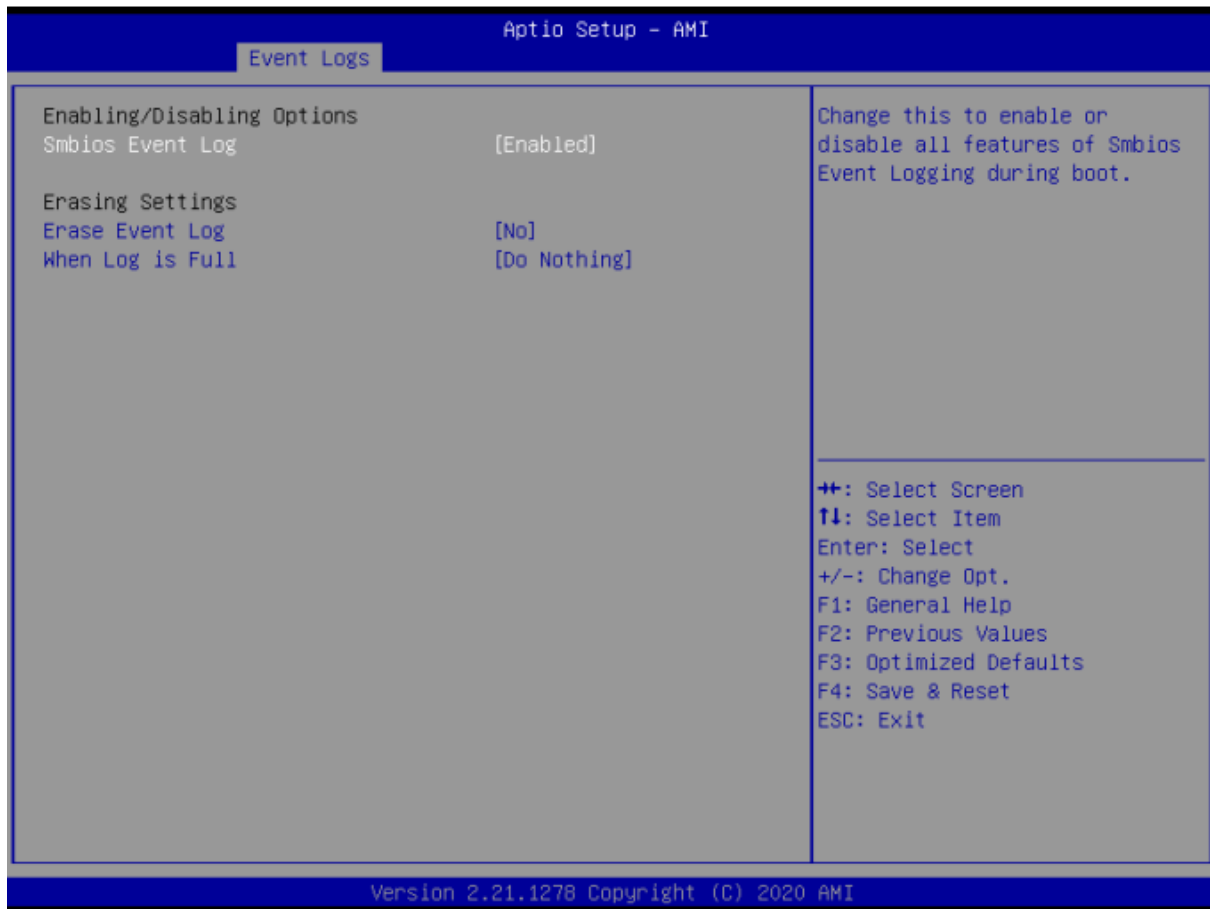 Aptio Setup – AMI
Event Logs
Enabling/Disabling Options
Smbios Event Log [Enabled]
Erasing Settings
Erase Event Log [No]
When Log is Full [Do Nothing]
Change this to enable or
disable all features of Smbios
Event Logging during boot.
→←: Select Screen
↑↓: Select Item
Enter: Select
+/-: Change Opt.
F1: General Help
F2: Previous Values
F3: Optimized Defaults
F4: Save & Reset
ESC: Exit
Version 2.21.1278 Copyright (C) 2020 AMI